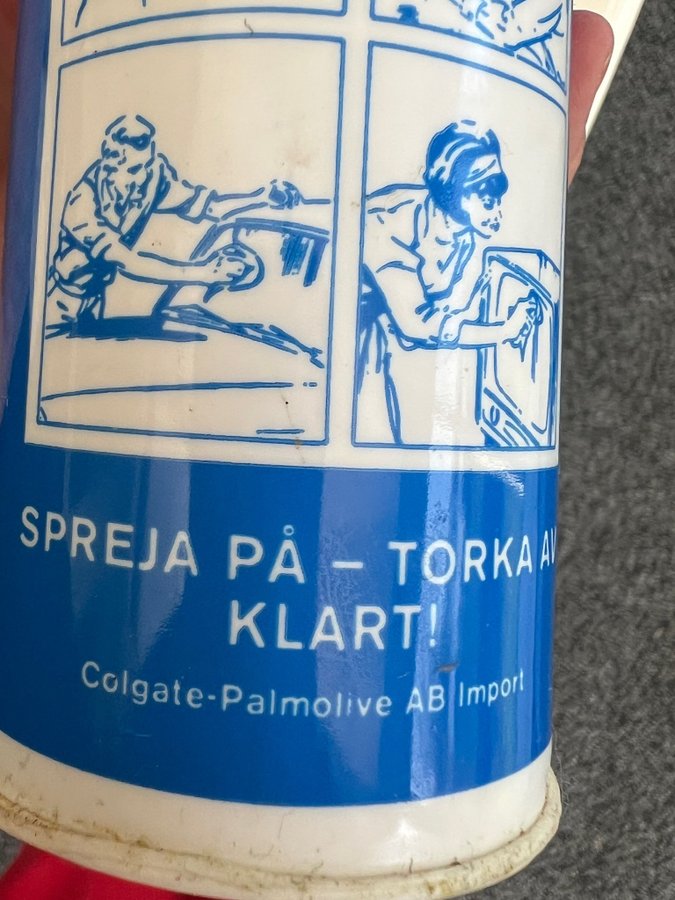 SPREJA PÅ – TORKA AV
KLART!
Colgate-Palmolive AB Import